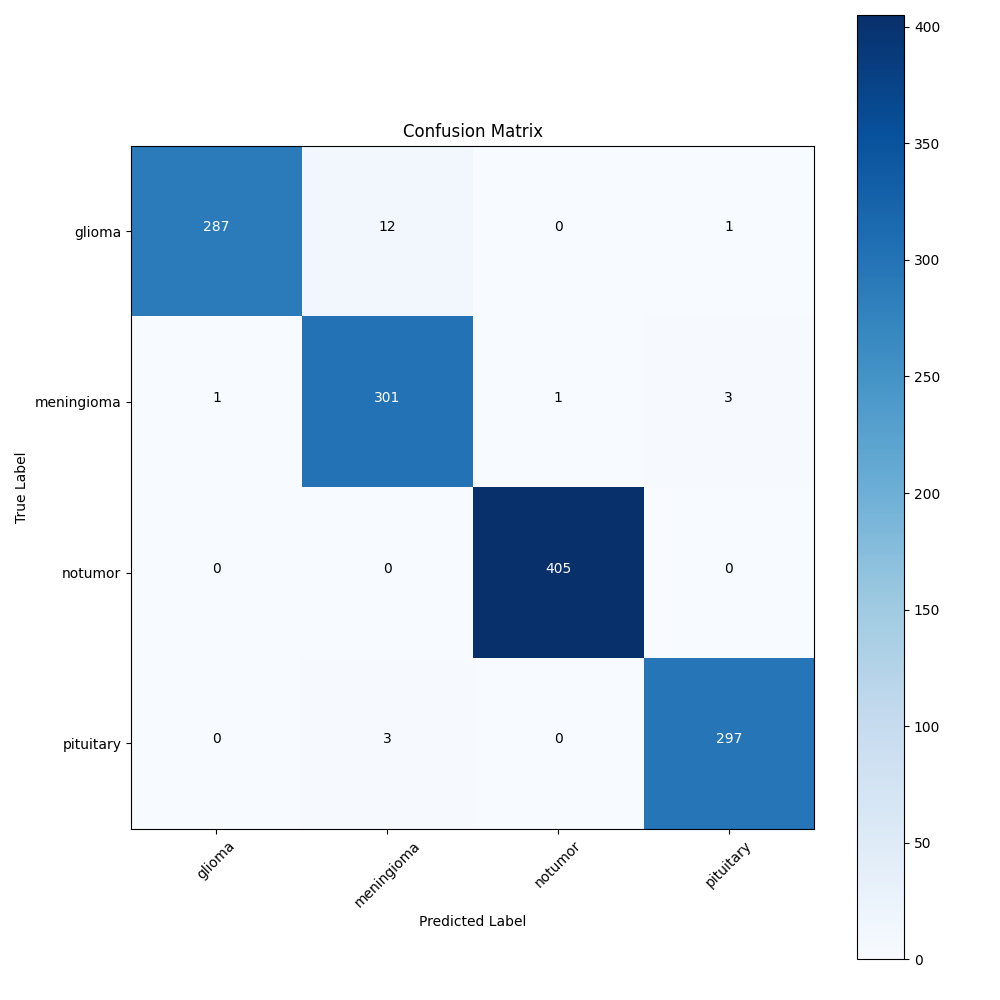 Confusion Matrix
glioma 287 12 0 1
meningioma 1 301 1 3
notumor 0 0 405 0
pituitary 0 3 0 297
glioma meningioma notumor pituitary
Predicted Label
True Label
400
350
300
250
200
150
100
50
0